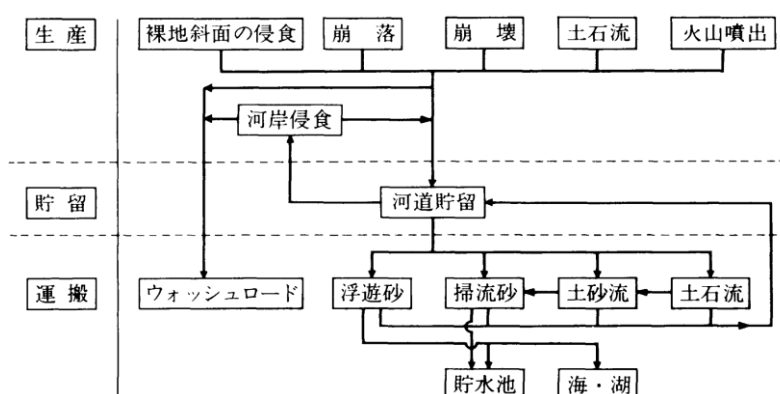 生産
裸地斜面の侵食
崩落
崩壊
土石流
火山噴出
河岸侵食
貯留
河道貯留
運搬
ウォッシュロード
浮遊砂
掃流砂
土砂流
土石流
貯水池
海・湖